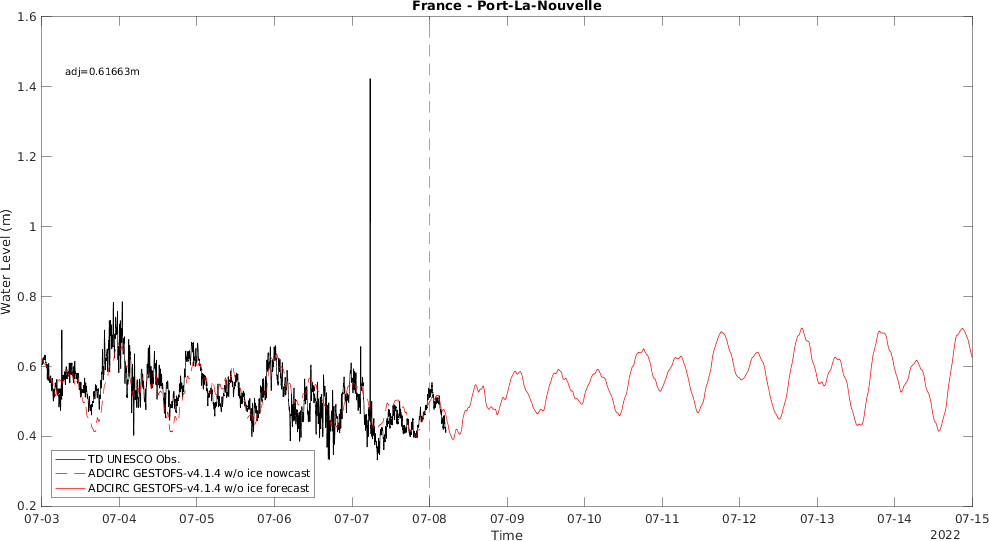 France - Port-La-Nouvelle
1.6
1.4
1.2
1
0.8
0.6
0.4
0.2
Water Level (m)
adj=0.61663m
TD UNESCO Obs.
ADCIRC GESTOFS-v4.1.4 w/o ice nowcast
ADCIRC GESTOFS-v4.1.4 w/o ice forecast
07-03 07-04 07-05 07-06 07-07 07-08 07-09 07-10 07-11 07-12 07-13 07-14 07-15
Time
2022